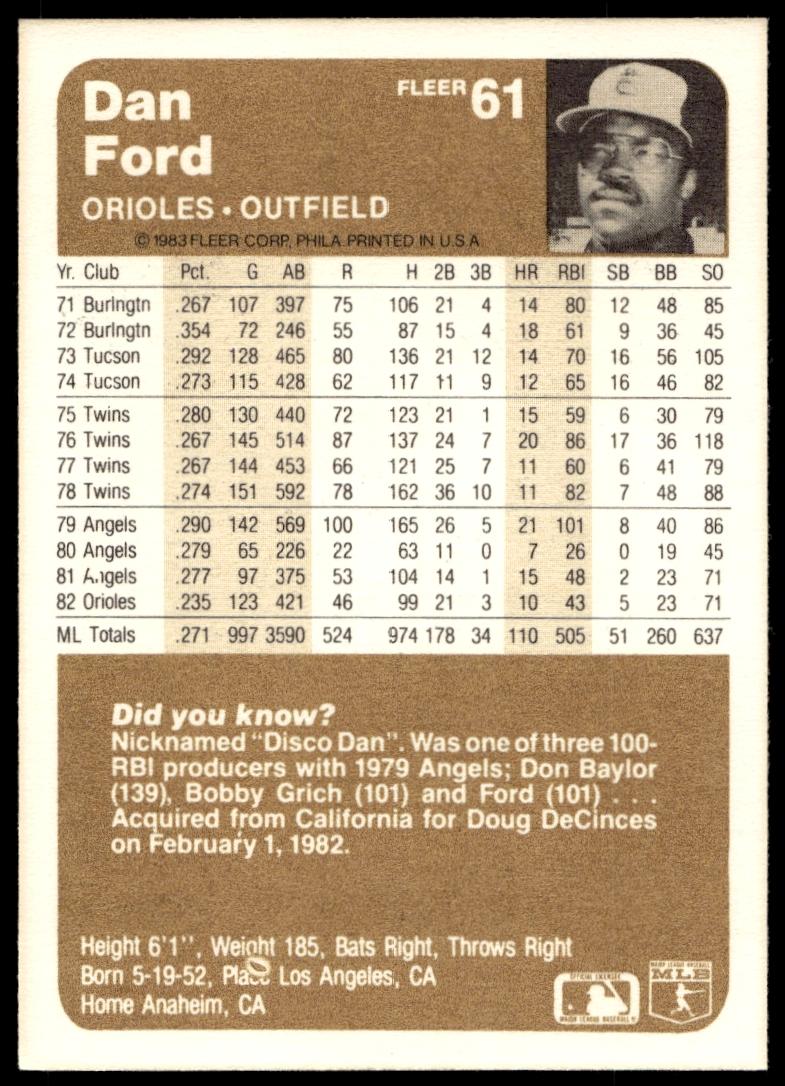 Dan
Ford
FLEER 61
ORIOLES • OUTFIELD
© 1983 FLEER CORP., PHILA. PRINTED IN U.S.A
Yr. Club Pct. G AB R H 2B 3B HR RBI SB BB SO
71 Burlngtn .267 107 397 75 106 21 4 14 80 12 48 85
72 Burlngtn .354 72 246 55 87 15 4 18 61 9 36 45
73 Tucson .292 128 465 80 136 21 12 14 70 16 56 105
74 Tucson .273 115 428 62 117 11 9 12 65 16 46 82
75 Twins .280 130 440 72 123 21 1 15 59 6 30 79
76 Twins .267 145 514 87 137 24 7 20 86 17 36 118
77 Twins .267 144 453 66 121 25 7 11 60 6 41 79
78 Twins .274 151 592 78 162 36 10 11 82 7 48 88
79 Angels .290 142 569 100 165 26 5 21 101 8 40 86
80 Angels .279 65 226 22 63 11 0 7 26 0 19 45
81 Angels .277 97 375 53 104 14 1 15 48 2 23 71
82 Orioles .235 123 421 46 99 21 3 10 43 5 23 71
ML Totals .271 997 3590 524 974 178 34 110 505 51 260 637
Did you know?
Nicknamed "Disco Dan". Was one of three 100-
RBI producers with 1979 Angels; Don Baylor
(139), Bobby Grich (101) and Ford (101) . . .
Acquired from California for Doug DeCinces
on February 1, 1982.
Height 6'1'', Weight 185, Bats Right, Throws Right
Born 5-19-52, Place Los Angeles, CA
Home Anaheim, CA
OFFICIAL LICENSEE
MAJOR LEAGUE BASEBALL
MAJOR LEAGUE BASEBALL
MLB